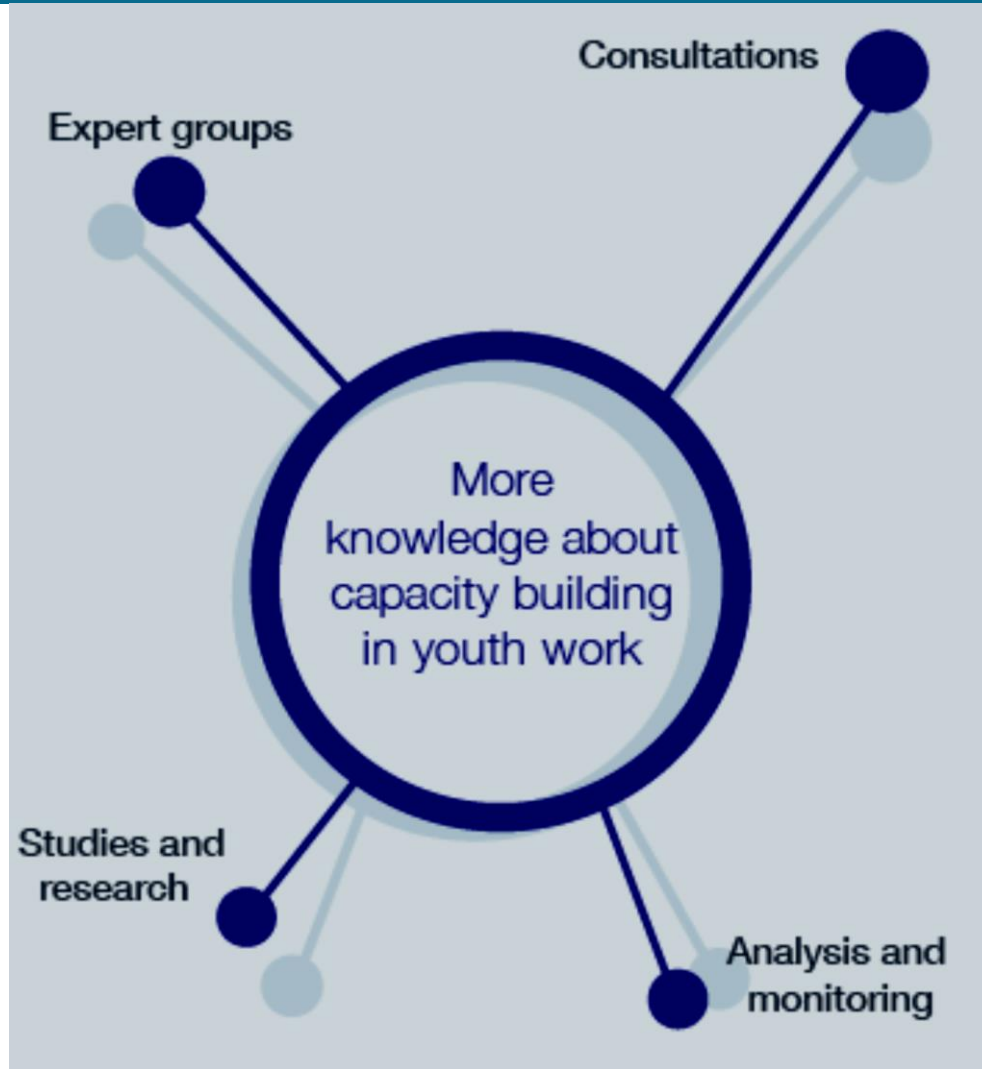 Consultations
Expert groups
More
knowledge about
capacity building
in youth work
Studies and
research
Analysis and
monitoring